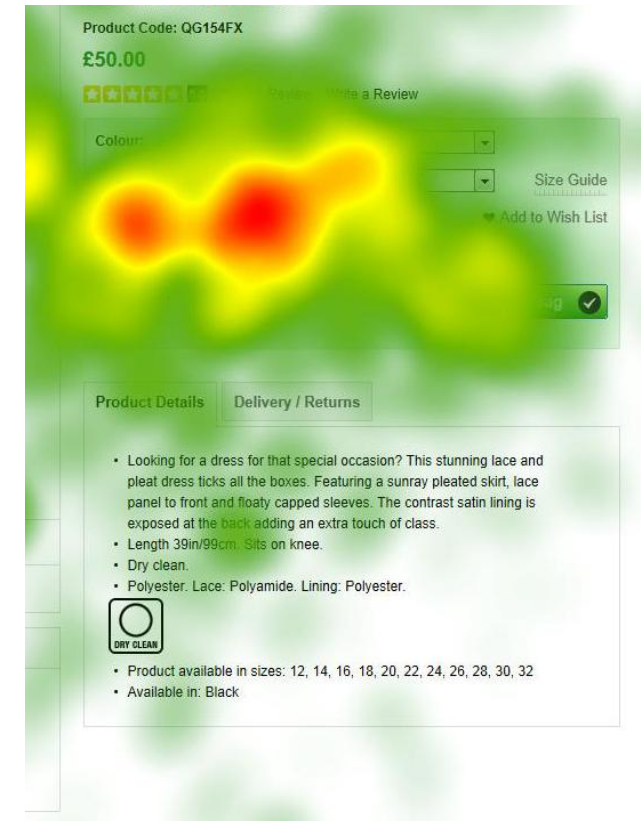 Product Code: QG154FX
£50.00
Review Write a Review
Colour:
Size Guide
Add to Wish List
Product Details
Delivery / Returns
• Looking for a dress for that special occasion? This stunning lace and
pleat dress ticks all the boxes. Featuring a sunray pleated skirt, lace
panel to front and floaty capped sleeves. The contrast satin lining is
exposed at the back adding an extra touch of class.
• Length 39in/99cm. Sits on knee.
• Dry clean.
• Polyester. Lace: Polyamide. Lining: Polyester.
DRY CLEAN
• Product available in sizes: 12, 14, 16, 18, 20, 22, 24, 26, 28, 30, 32
• Available in: Black